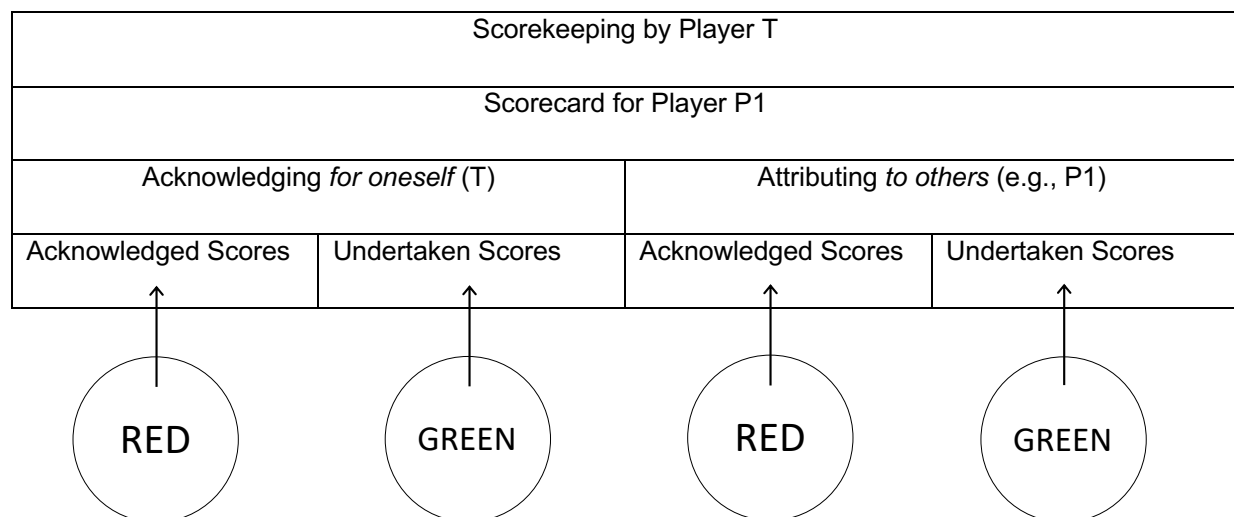 Scorekeeping by Player T
Scorecard for Player P1
Acknowledging for oneself (T)
Attributing to others (e.g., P1)
Acknowledged Scores
Undertaken Scores
Acknowledged Scores
Undertaken Scores
RED
GREEN
RED
GREEN